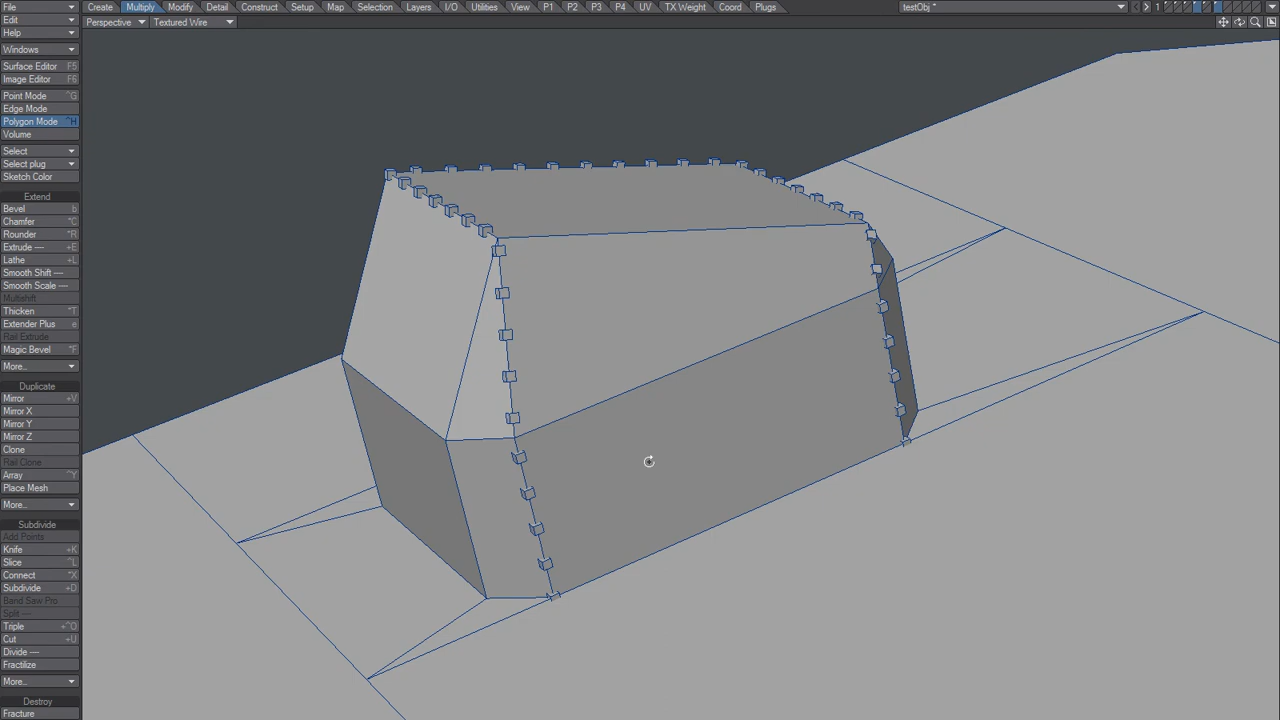 File
Create Multiply Modify Detail Construct Setup Map Selection Layers I/O Utilities View P1 P2 P3 P4 UV TX Weight Coord Plugs
testObj *
1
Edit
Perspective
Textured Wire
Help
Windows
Surface Editor F5
Image Editor F6
Point Mode ^G
Edge Mode
Polygon Mode ^H
Volume
Select
Select plug
Sketch Color
Extend
Bevel b
Chamfer ^C
Rounder ^R
Extrude --- +E
Lathe +L
Smooth Shift ---
Smooth Scale ---
Multishift
Thicken ^T
Extender Plus e
Rail Extrude
Magic Bevel ^F
More...
Duplicate
Mirror +V
Mirror X
Mirror Y
Mirror Z
Clone
Rail Clone
Array ^Y
Place Mesh
More...
Subdivide
Add Points
Knife +K
Slice ^L
Connect ^X
Subdivide +D
Band Saw Pro
Split ---
Triple +^O
Cut +U
Divide ---
Fractilize
More...
Destroy
Fracture